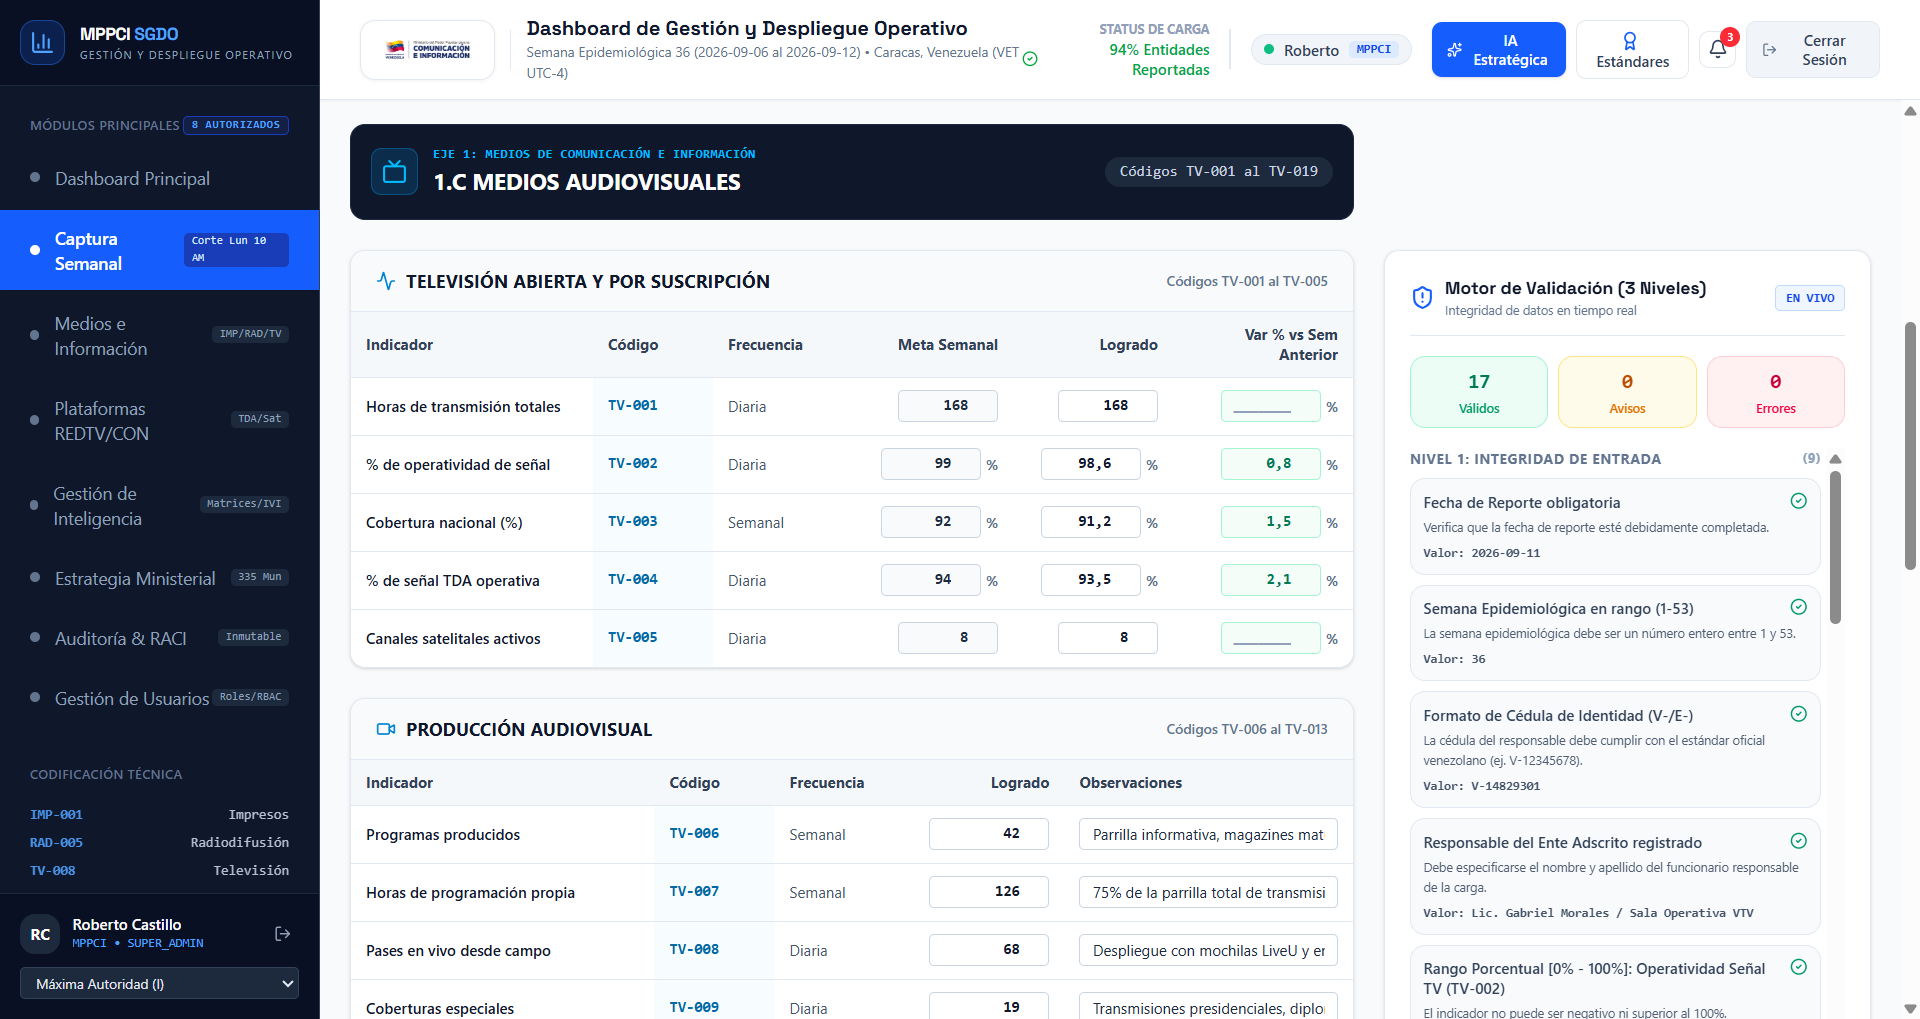 MPPCI SGDO
GESTIÓN Y DESPLIEGUE OPERATIVO
MÓDULOS PRINCIPALES
8 AUTORIZADOS
Dashboard Principal
Captura
Semanal
Corte Lun 10
AM
Medios e
Información
IMP/RAD/TV
Plataformas
REDTV/CON
TDA/Sat
Gestión de
Inteligencia
Matrices/IVI
Estrategia Ministerial
335 Mun
Auditoría & RACI
Inmutable
Gestión de Usuarios
Roles/RBAC
CODIFICACIÓN TÉCNICA
IMP-001 Impresos
RAD-005 Radiodifusión
TV-008 Televisión
RC
Roberto Castillo
MPPCI • SUPER_ADMIN
Máxima Autoridad (I)
COMUNICACIÓN
E INFORMACIÓN
Dashboard de Gestión y Despliegue Operativo
Semana Epidemiológica 36 (2026-09-06 al 2026-09-12) • Caracas, Venezuela (VET
UTC-4)
STATUS DE CARGA
94% Entidades
Reportadas
Roberto
MPPCI
IA
Estratégica
Estándares
3
Cerrar
Sesión
EJE 1: MEDIOS DE COMUNICACIÓN E INFORMACIÓN
1.C MEDIOS AUDIOVISUALES
Códigos TV-001 al TV-019
TELEVISIÓN ABIERTA Y POR SUSCRIPCIÓN
Códigos TV-001 al TV-005
Indicador Código Frecuencia Meta Semanal Logrado Var % vs Sem
Anterior
Horas de transmisión totales TV-001 Diaria 168 168 ________ %
% de operatividad de señal TV-002 Diaria 99 % 98,6 % 0,8 %
Cobertura nacional (%) TV-003 Semanal 92 % 91,2 % 1,5 %
% de señal TDA operativa TV-004 Diaria 94 % 93,5 % 2,1 %
Canales satelitales activos TV-005 Diaria 8 8 ________ %
PRODUCCIÓN AUDIOVISUAL
Códigos TV-006 al TV-013
Indicador Código Frecuencia Logrado Observaciones
Programas producidos TV-006 Semanal 42 Parrilla informativa, magazines mat
Horas de programación propia TV-007 Semanal 126 75% de la parrilla total de transmisi
Pases en vivo desde campo TV-008 Diaria 68 Despliegue con mochilas LiveU y er
Coberturas especiales TV-009 Diaria 19 Transmisiones presidenciales, diplo
Motor de Validación (3 Niveles)
Integridad de datos en tiempo real
EN VIVO
17
Válidos
0
Avisos
0
Errores
NIVEL 1: INTEGRIDAD DE ENTRADA (9)
Fecha de Reporte obligatoria
Verifica que la fecha de reporte esté debidamente completada.
Valor: 2026-09-11
Semana Epidemiológica en rango (1-53)
La semana epidemiológica debe ser un número entero entre 1 y 53.
Valor: 36
Formato de Cédula de Identidad (V-/E-)
La cédula del responsable debe cumplir con el estándar oficial
venezolano (ej. V-12345678).
Valor: V-14829301
Responsable del Ente Adscrito registrado
Debe especificarse el nombre y apellido del funcionario responsable
de la carga.
Valor: Lic. Gabriel Morales / Sala Operativa VTV
Rango Porcentual [0% - 100%]: Operatividad Señal
TV (TV-002)
El indicador no puede ser negativo ni superior al 100%.